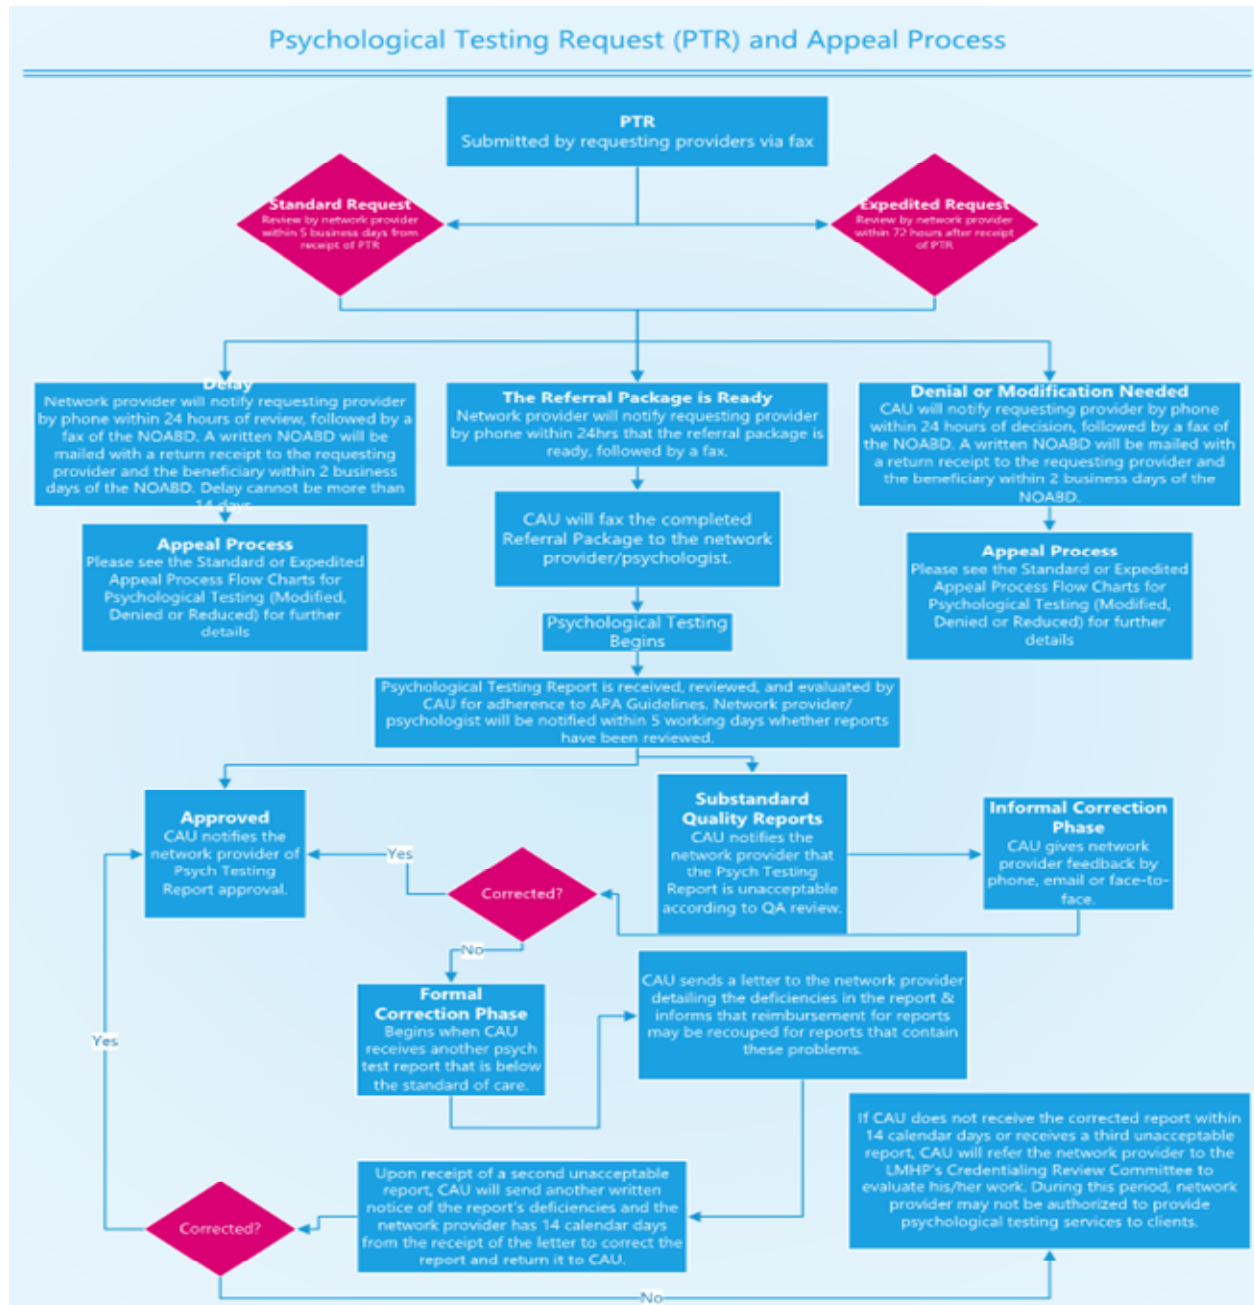 Psychological Testing Request (PTR) and Appeal Process
PTR
Submitted by requesting providers via fax
Standard Request
Review by network provider
within 5 business days from
receipt of PTR
Expedited Request
Review by network provider
within 72 hours after receipt
of PTR
Delay
Network provider will notify requesting provider
by phone within 24 hours of review, followed by a
fax of the NOABD. A written NOABD will be
mailed with a return receipt to the requesting
provider and the beneficiary within 2 business
days of the NOABD. Delay cannot be more than
14 days.
The Referral Package is Ready
Network provider will notify requesting provider
by phone within 24hrs that the referral package is
ready, followed by a fax.
Denial or Modification Needed
CAU will notify requesting provider by phone
within 24 hours of decision, followed by a fax of
the NOABD. A written NOABD will be mailed with
a return receipt to the requesting provider and
the beneficiary within 2 business days of the
NOABD.
Appeal Process
Please see the Standard or Expedited
Appeal Process Flow Charts for
Psychological Testing (Modified,
Denied or Reduced) for further
details
CAU will fax the completed
Referral Package to the network
provider/psychologist.
Appeal Process
Please see the Standard or Expedited
Appeal Process Flow Charts for
Psychological Testing (Modified,
Denied or Reduced) for further
details
Psychological Testing
Begins
Psychological Testing Report is received, reviewed, and evaluated by
CAU for adherence to APA Guidelines. Network provider/
psychologist will be notified within 5 working days whether reports
have been reviewed.
Approved
CAU notifies the
network provider of
Psych Testing
Report approval.
Substandard
Quality Reports
CAU notifies the
network provider that
the Psych Testing
Report is unacceptable
according to QA review.
Informal Correction
Phase
CAU gives network
provider feedback by
phone, email or face-to-
face.
Yes
Corrected?
No
Formal
Correction Phase
Begins when CAU
receives another psych
test report that is below
the standard of care.
CAU sends a letter to the network provider
detailing the deficiencies in the report &
informs that reimbursement for reports
may be recouped for reports that contain
these problems.
Yes
If CAU does not receive the corrected report within
14 calendar days or receives a third unacceptable
report, CAU will refer the network provider to the
LMHP's Credentialing Review Committee to
evaluate his/her work. During this period, network
provider may not be authorized to provide
psychological testing services to clients.
Upon receipt of a second unacceptable
report, CAU will send another written
notice of the report's deficiencies and the
network provider has 14 calendar days
from the receipt of the letter to correct the
report and return it to CAU.
Corrected?
No